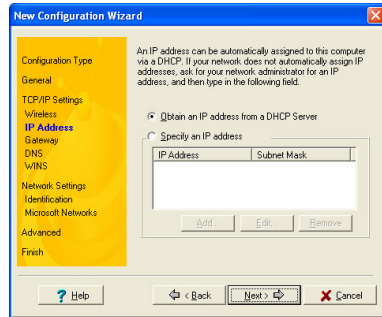 New Configuration Wizard
Configuration Type
General
TCP/IP Settings
Wireless
IP Address
Gateway
DNS
WINS
Network Settings
Identification
Microsoft Networks
Advanced
Finish
An IP address can be automatically assigned to this computer
via a DHCP. If your network does not automatically assign IP
addresses, ask for your network administrator for an IP
address, and then type in the following field.
Obtain an IP address from a DHCP Server
Specify an IP address
IP Address Subnet Mask
Add... Edit... Remove
? Help < Back Next > Cancel